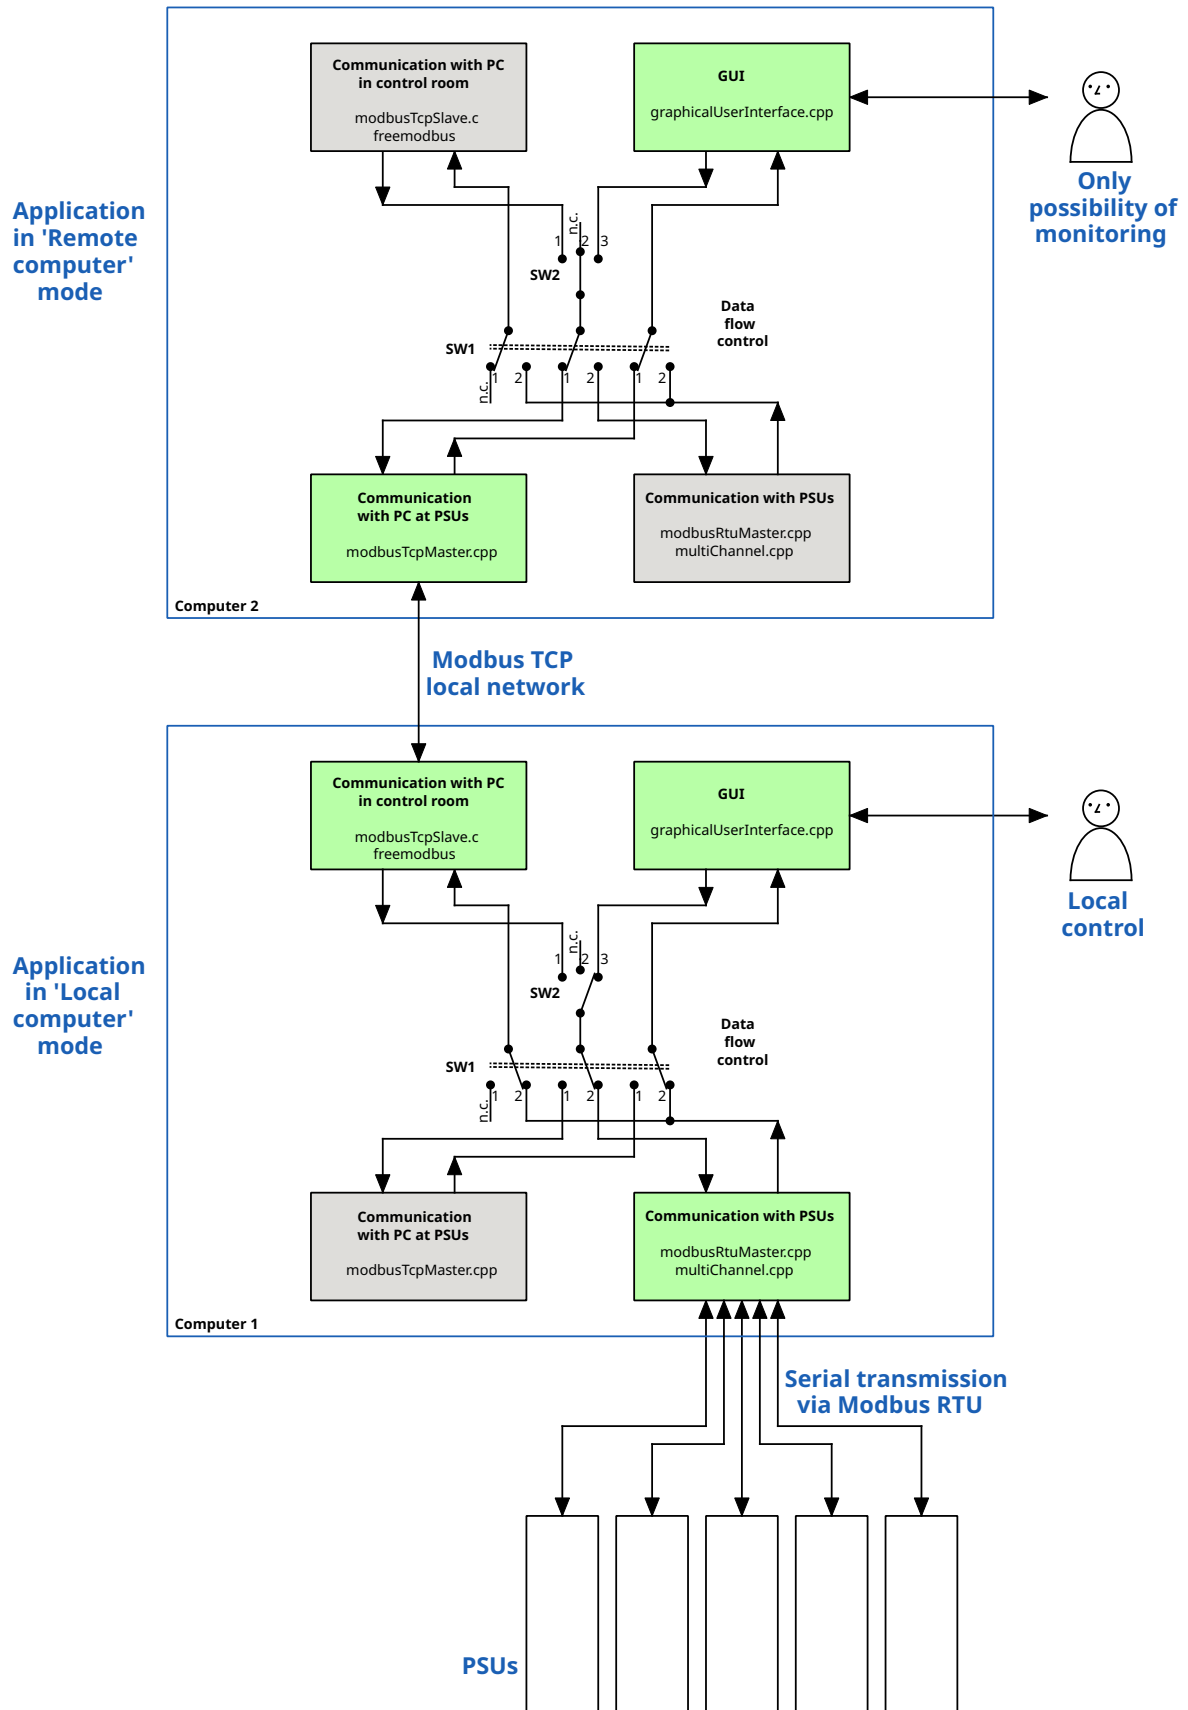 Communication with PC
in control room
modbusTcpSlave.c
freemodbus
GUI
graphicalUserInterface.cpp
Only
possibility of
monitoring
Application
in 'Remote
computer'
mode
n.c.
1
2
3
SW2
Data
flow
control
SW1
n.c.
1
2
1
2
1
2
Communication
with PC at PSUs
modbusTcpMaster.cpp
Communication with PSUs
modbusRtuMaster.cpp
multiChannel.cpp
Computer 2
Modbus TCP
local network
Communication with PC
in control room
modbusTcpSlave.c
freemodbus
GUI
graphicalUserInterface.cpp
Local
control
Application
in 'Local
computer'
mode
n.c.
1
2
3
SW2
Data
flow
control
SW1
n.c.
1
2
1
2
1
2
Communication
with PC at PSUs
modbusTcpMaster.cpp
Communication with PSUs
modbusRtuMaster.cpp
multiChannel.cpp
Computer 1
Serial transmission
via Modbus RTU
PSUs